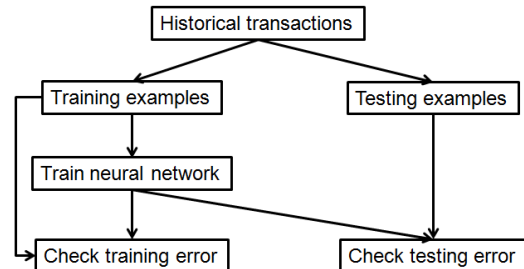 Historical transactions
Training examples
Testing examples
Train neural network
Check training error
Check testing error